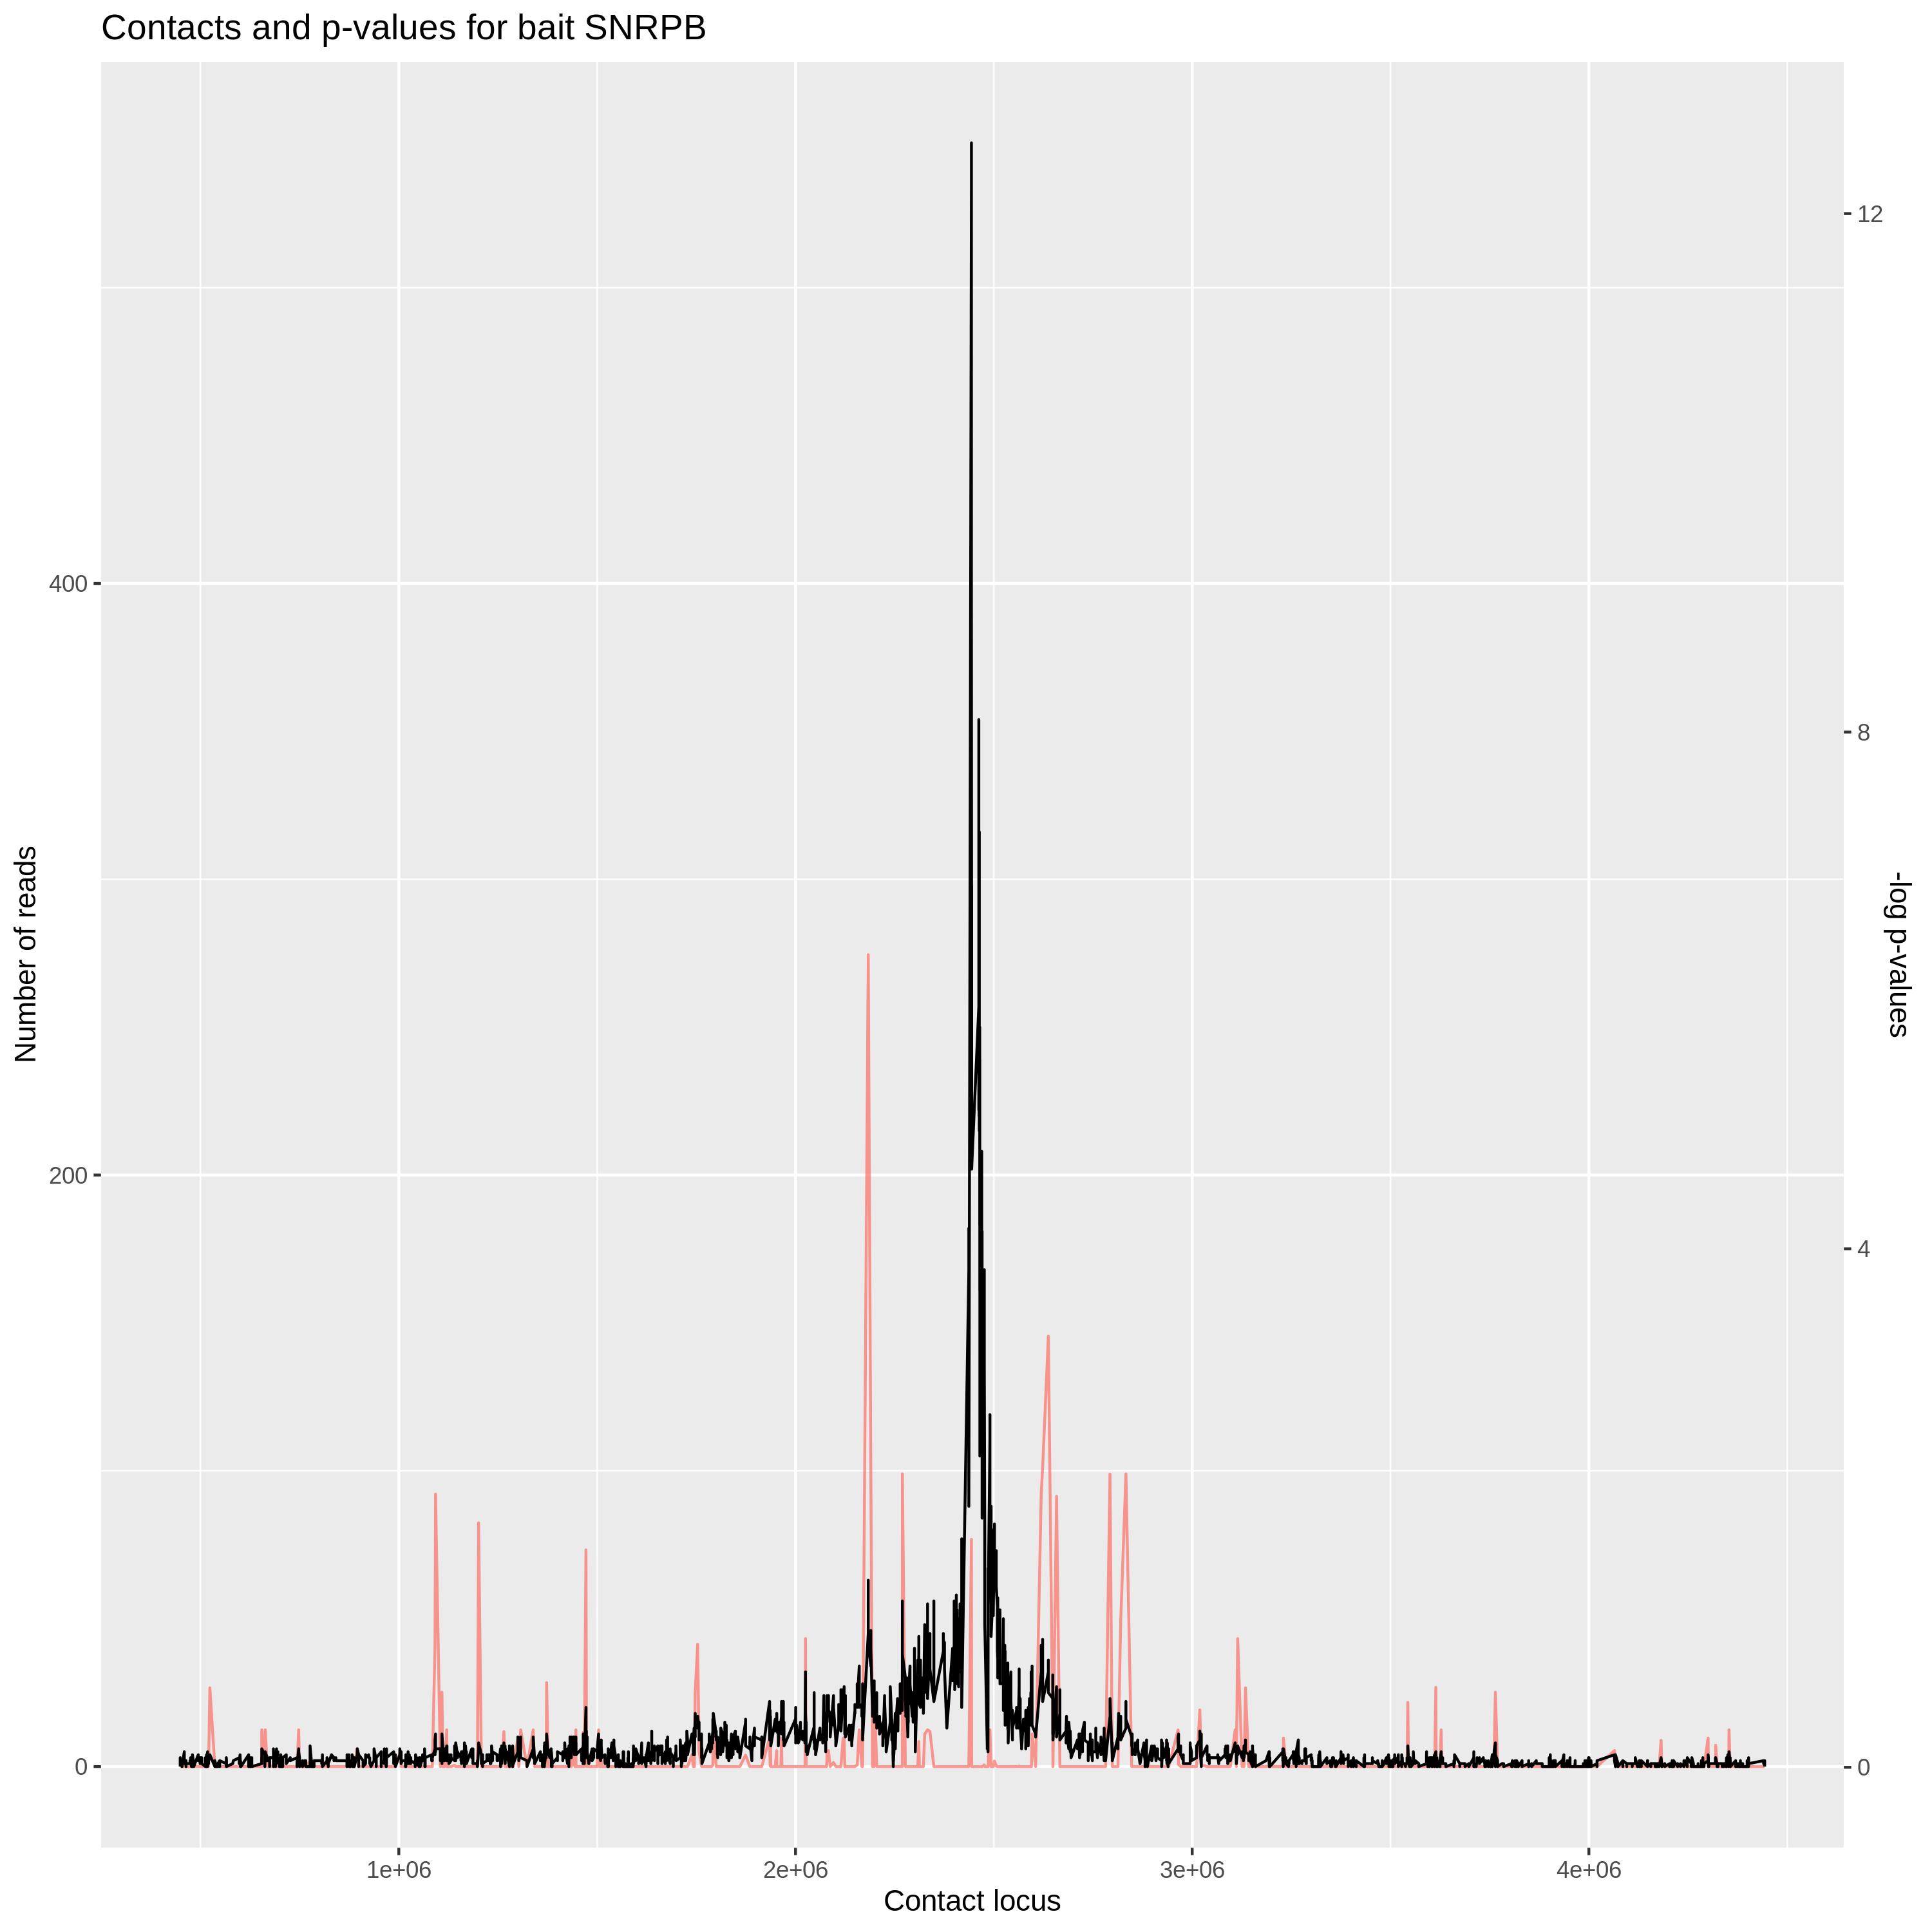 Contacts and p-values for bait SNRPB
Number of reads
400
200
0
12
8
4
0
-log p-values
1e+06
2e+06
3e+06
4e+06
Contact locus